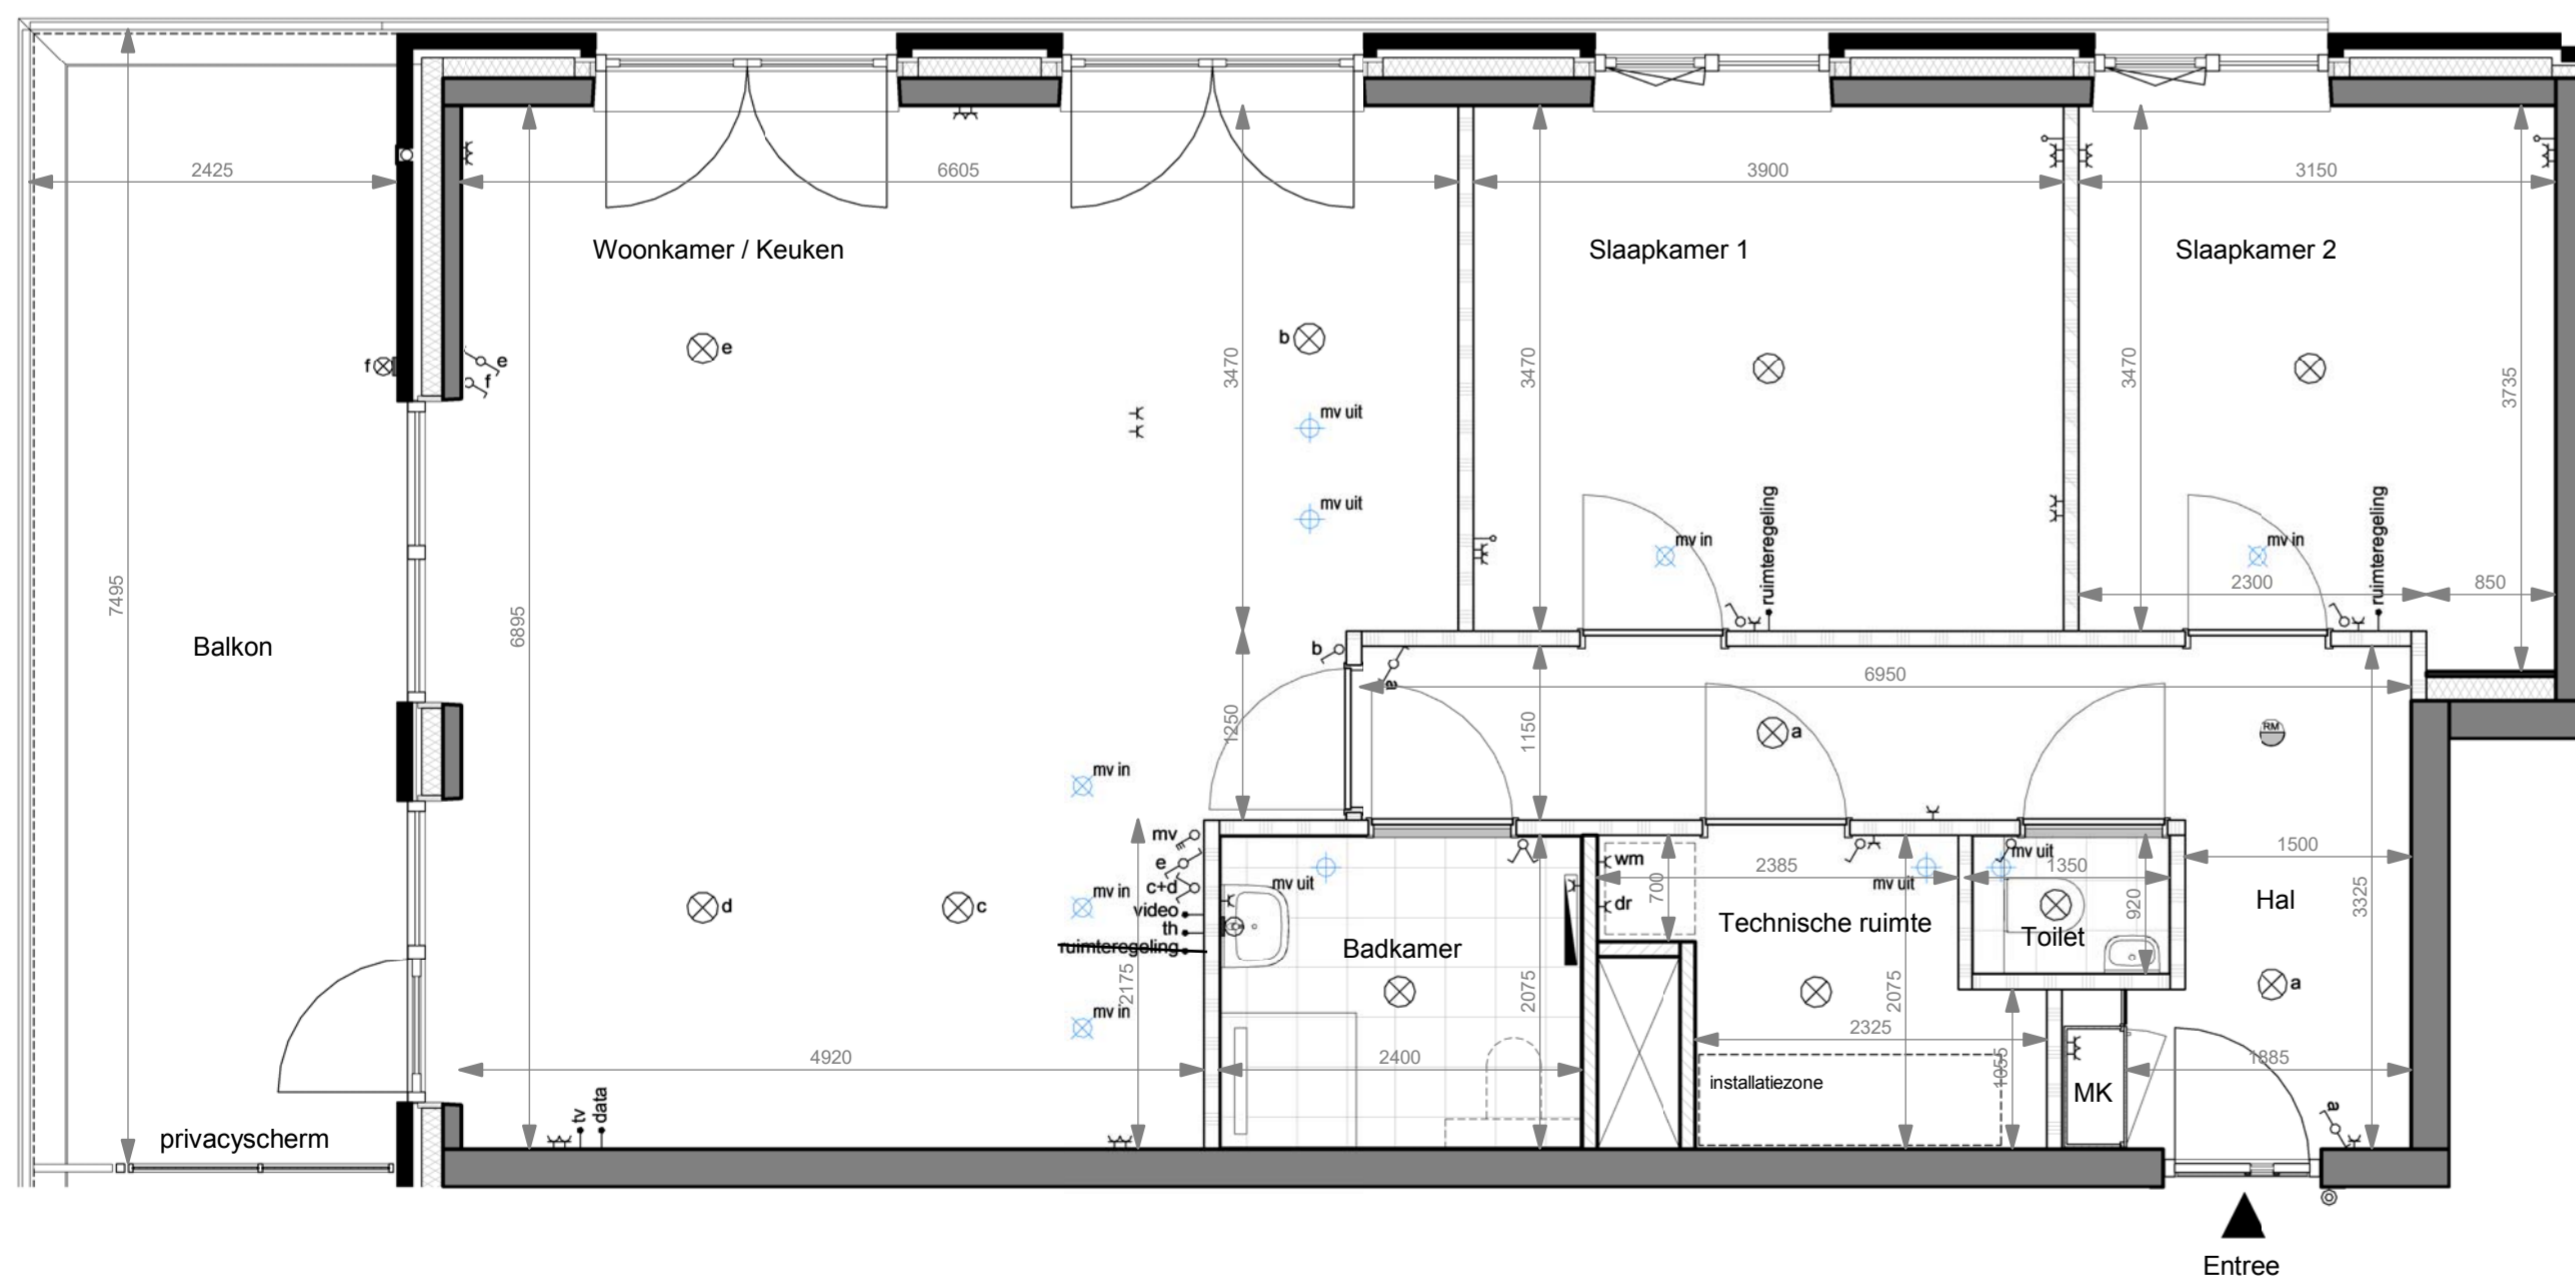 2425
6605
3900
3150
Woonkamer / Keuken
Slaapkamer 1
Slaapkamer 2
e
b
f
e
f
3470
3470
3470
3735
mv uit
mv uit
mv in
ruimteregeling
mv in
ruimteregeling
2300
850
7495
6895
Balkon
b
a
6950
1250
1150
a
RM
mv in
mv
e
c+d
video
th
ruimteregeling
mv in
mv in
d
c
2175
mv uit
Badkamer
2075
wm
dr
700
2385
mv uit
Technische ruimte
2075
mv uit
1350
920
Toilet
1500
Hal
3325
a
4920
2400
2325
1055
1885
installatiezone
MK
a
tv
data
privacyscherm
Entree